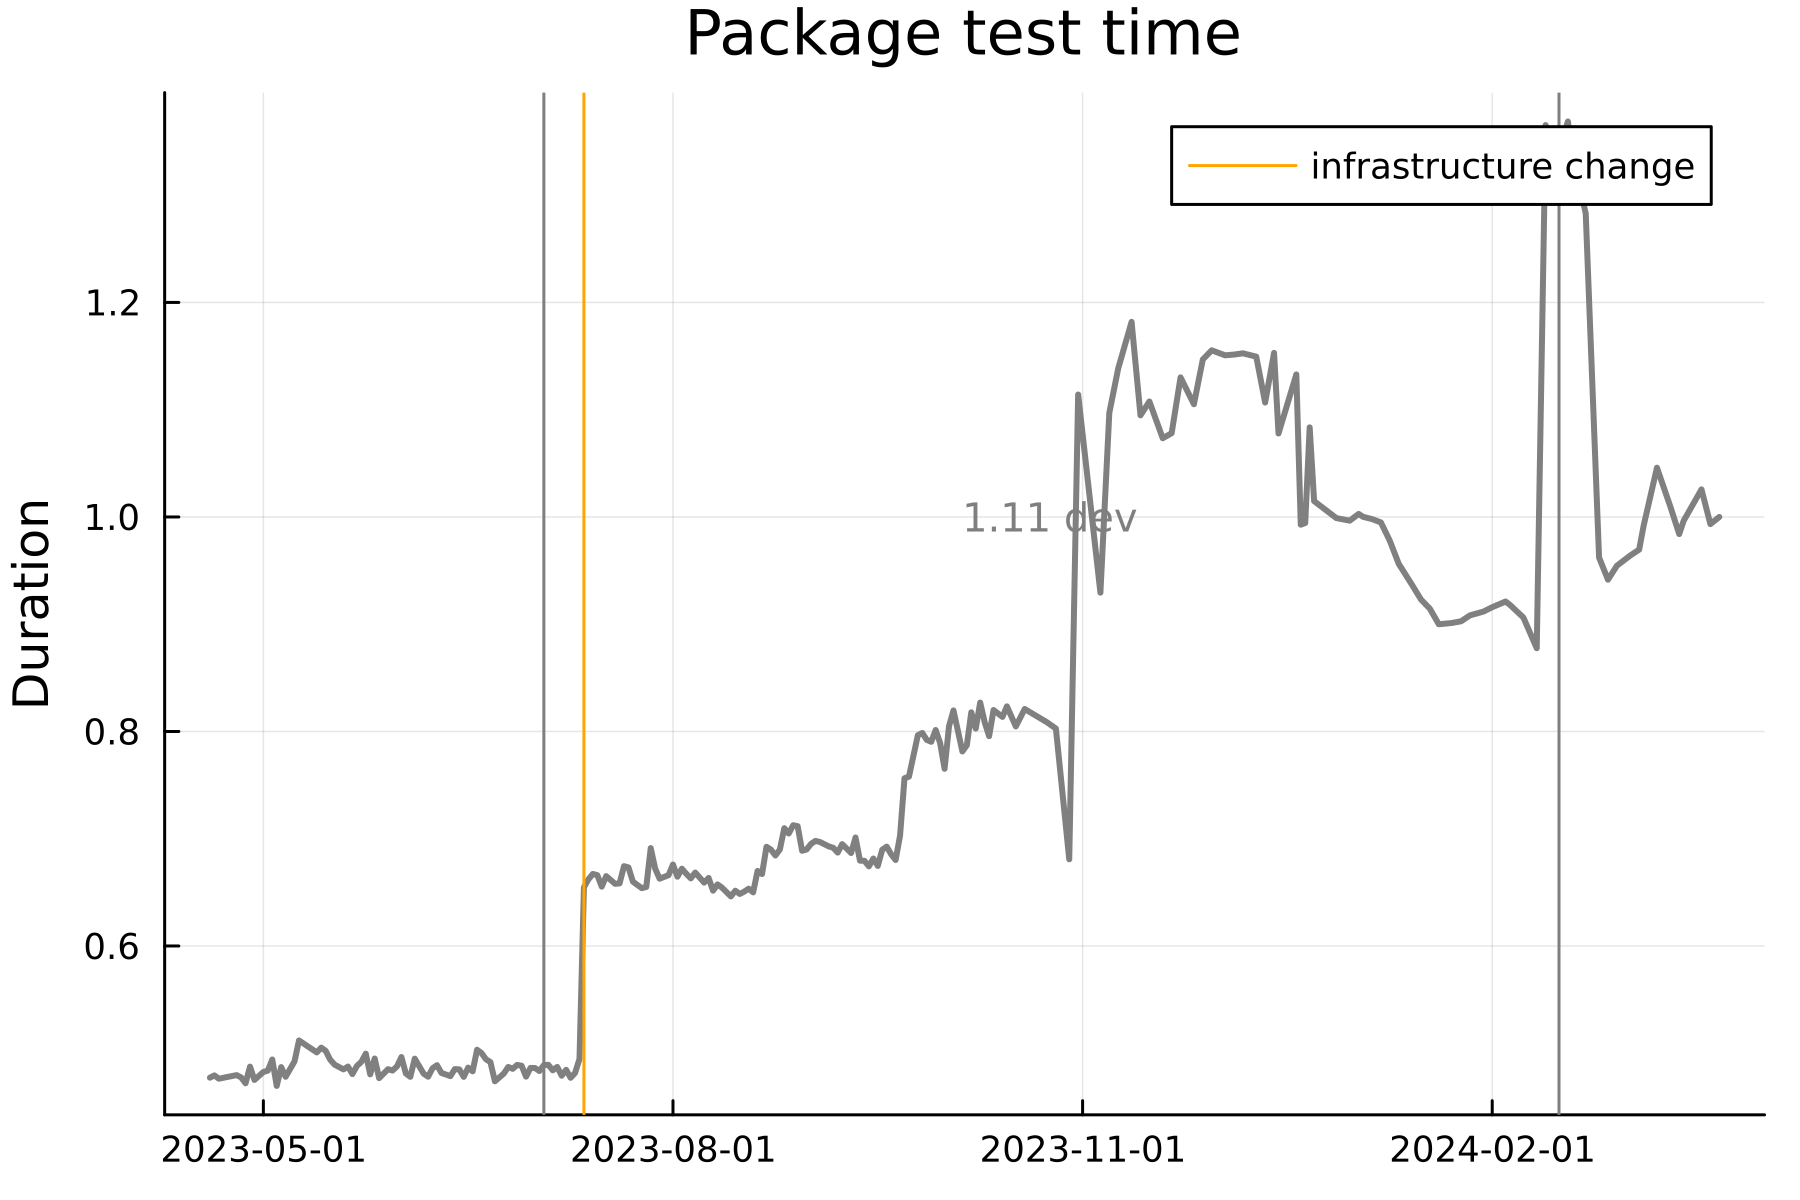 Package test time
infrastructure change
Duration
1.2
1.0
0.8
0.6
1.11 dev
2023-05-01
2023-08-01
2023-11-01
2024-02-01